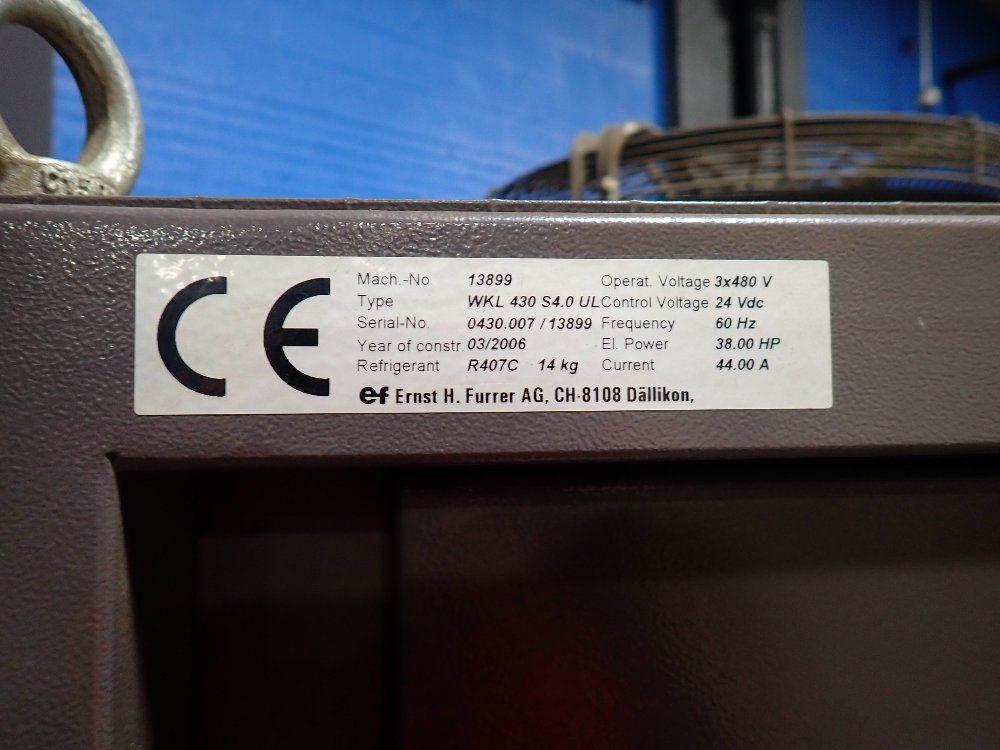 CE
Mach.-No 13899 Operat. Voltage 3x480 V
Type WKL 430 S4.0 UL Control Voltage 24 Vdc
Serial-No. 0430.007 / 13899 Frequency 60 Hz
Year of constr. 03/2006 El. Power 38.00 HP
Refrigerant R407C 14 kg Current 44.00 A
ef Ernst H. Furrer AG, CH-8108 Dällikon,